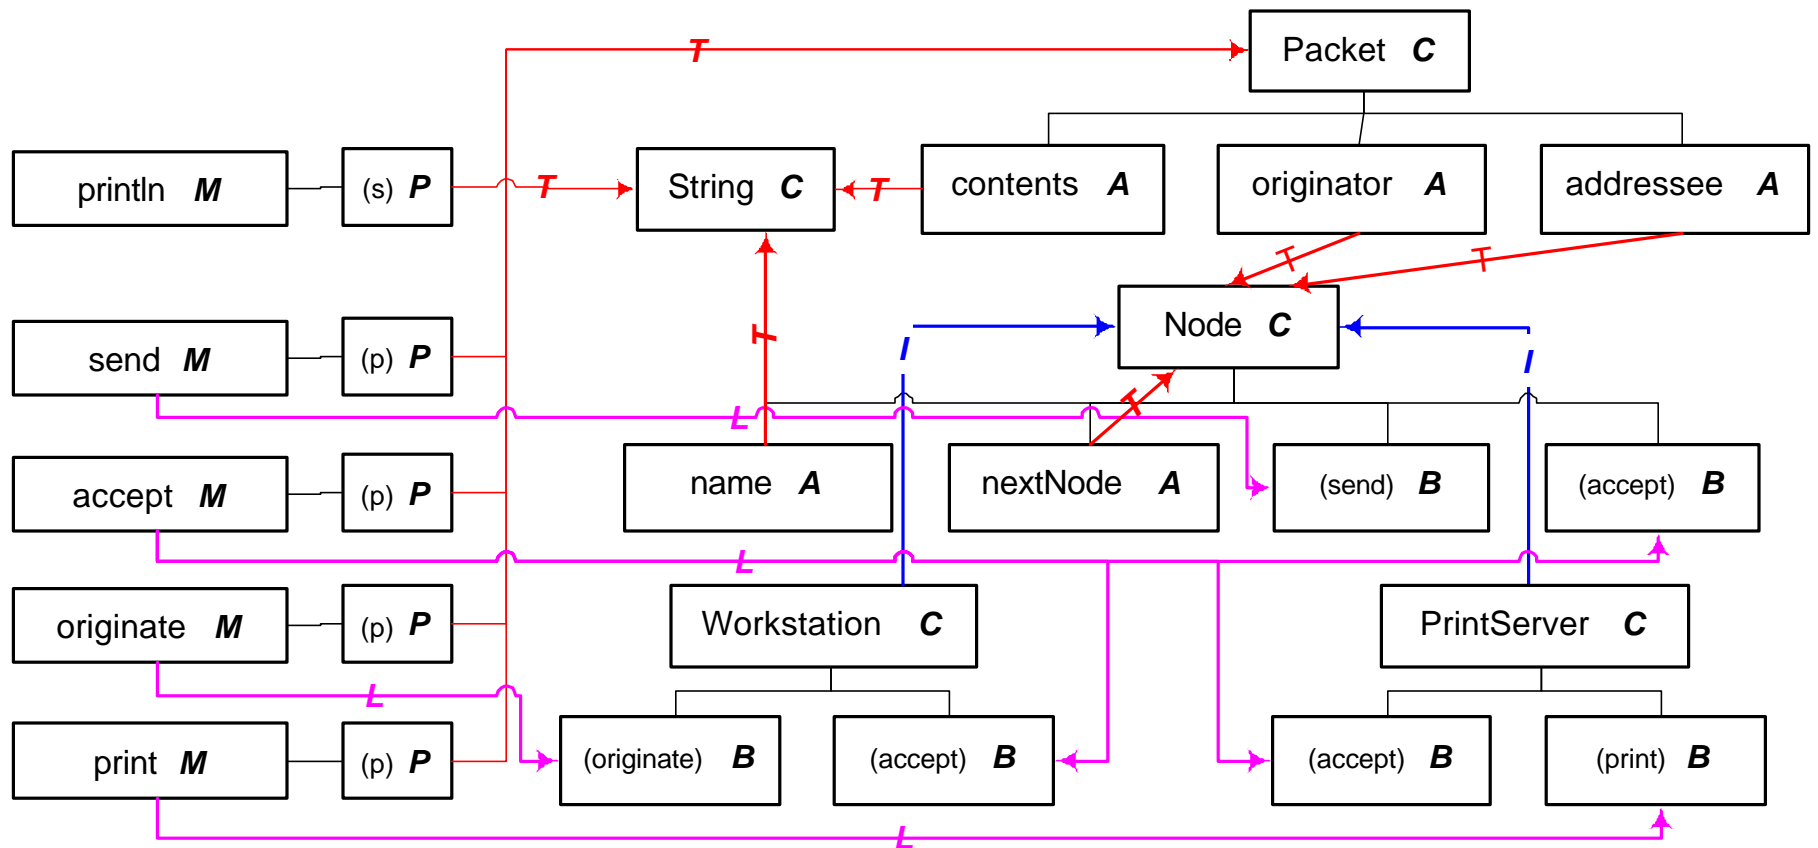 T
Packet C
println M
(s) P
T
String C
T
contents A
originator A
addressee A
T
T
Node C
send M
(p) P
T
I
I
T
L
name A
nextNode A
(send) B
(accept) B
accept M
(p) P
L
originate M
(p) P
Workstation C
PrintServer C
L
print M
(p) P
(originate) B
(accept) B
(accept) B
(print) B
L